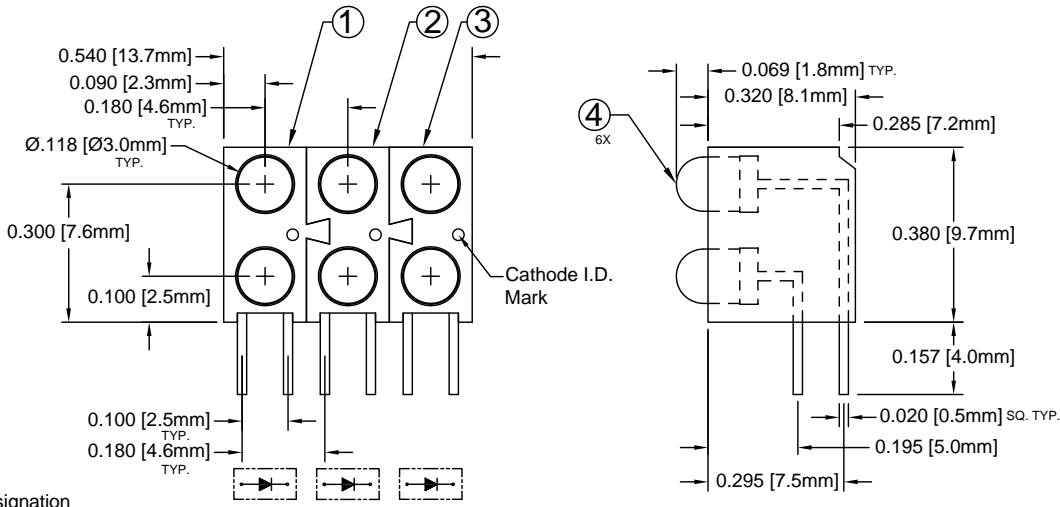 1
2
3
0.540 [13.7mm]
0.090 [2.3mm]
0.180 [4.6mm]
TYP.
Ø.118 [Ø3.0mm]
TYP.
0.300 [7.6mm]
0.100 [2.5mm]
Cathode I.D.
Mark
0.100 [2.5mm]
TYP.
0.180 [4.6mm]
TYP.
0.069 [1.8mm] TYP.
0.320 [8.1mm]
0.285 [7.2mm]
4
6X
0.380 [9.7mm]
0.157 [4.0mm]
0.020 [0.5mm] SQ. TYP.
0.195 [5.0mm]
0.295 [7.5mm]